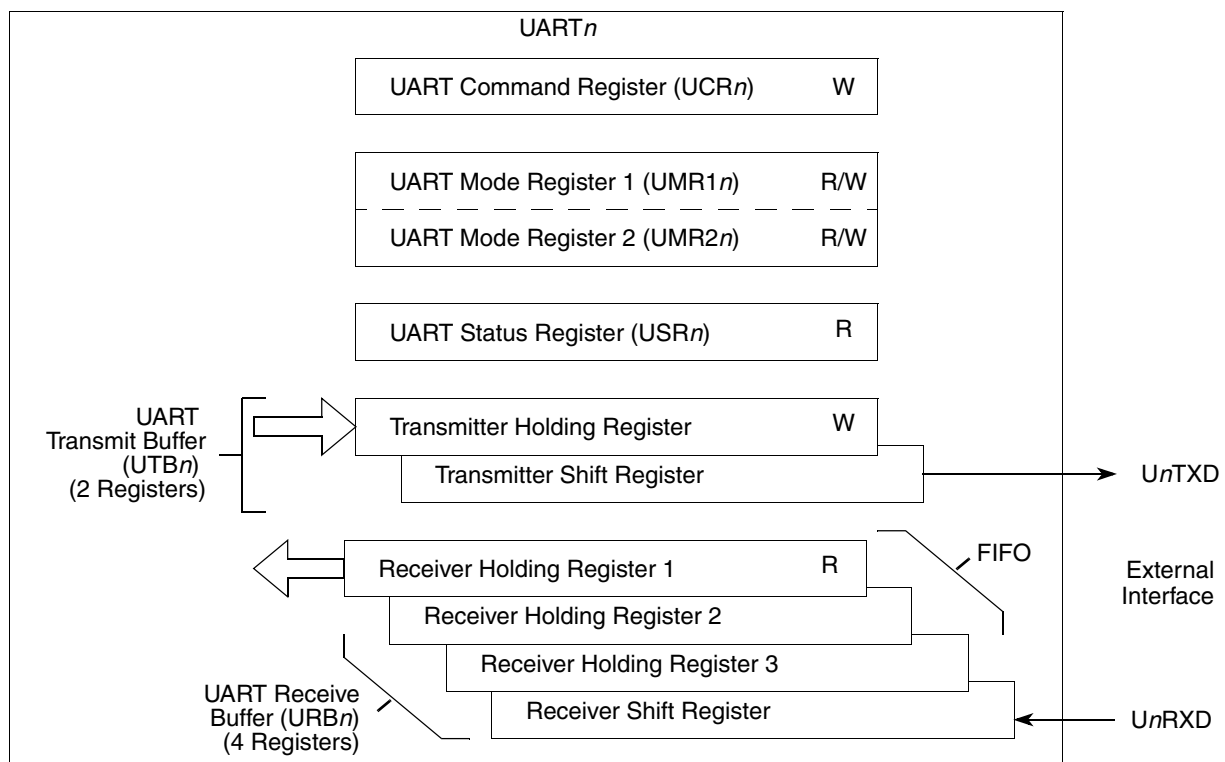 UARTn
UART Command Register (UCRn) W
UART Mode Register 1 (UMR1n) R/W
UART Mode Register 2 (UMR2n) R/W
UART Status Register (USRn) R
UART
Transmit Buffer
(UTBn)
(2 Registers)
Transmitter Holding Register W
Transmitter Shift Register
UnTXD
Receiver Holding Register 1 R
FIFO
External
Interface
Receiver Holding Register 2
Receiver Holding Register 3
UART Receive
Buffer (URBn)
(4 Registers)
Receiver Shift Register
UnRXD